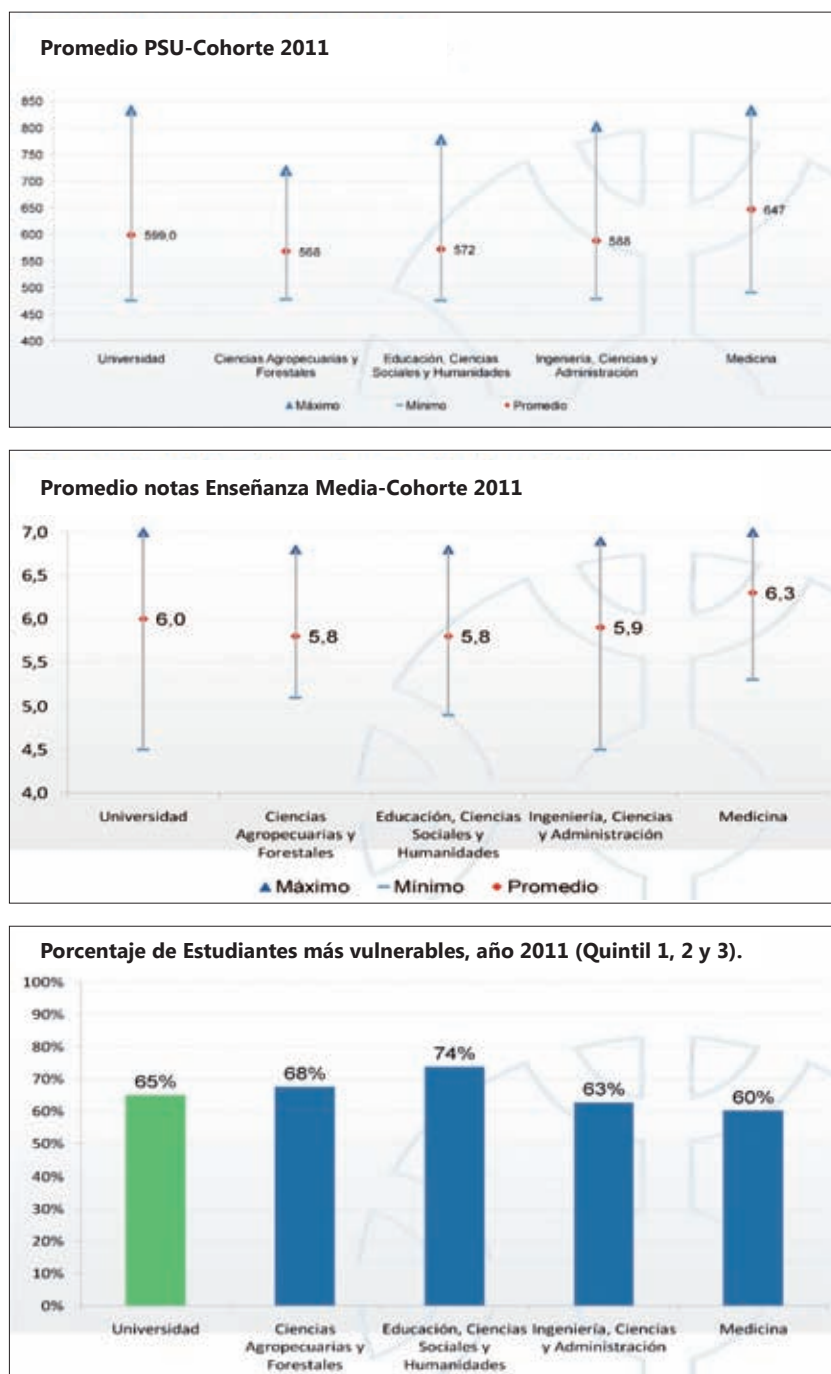 Promedio PSU-Cohorte 2011
850
800
750
700
650
600
550
500
450
400
599,0
568
572
588
647
Universidad
Ciencias Agropecuarias y
Forestales
Educación, Ciencias
Sociales y Humanidades
Ingeniería, Ciencias y
Administración
Medicina
Máximo Mínimo Promedio
Promedio notas Enseñanza Media-Cohorte 2011
7,0
6,5
6,0
5,5
5,0
4,5
4,0
6,0
5,8
5,8
5,9
6,3
Universidad
Ciencias
Agropecuarias y
Forestales
Educación, Ciencias
Sociales y
Humanidades
Ingeniería, Ciencias
y Administración
Medicina
Máximo Mínimo Promedio
Porcentaje de Estudiantes más vulnerables, año 2011 (Quintil 1, 2 y 3).
100%
90%
80%
70%
60%
50%
40%
30%
20%
10%
0%
65%
68%
74%
63%
60%
Universidad
Ciencias
Agropecuarias y
Forestales
Educación, Ciencias
Sociales y
Humanidades
Ingeniería, Ciencias
y Administración
Medicina